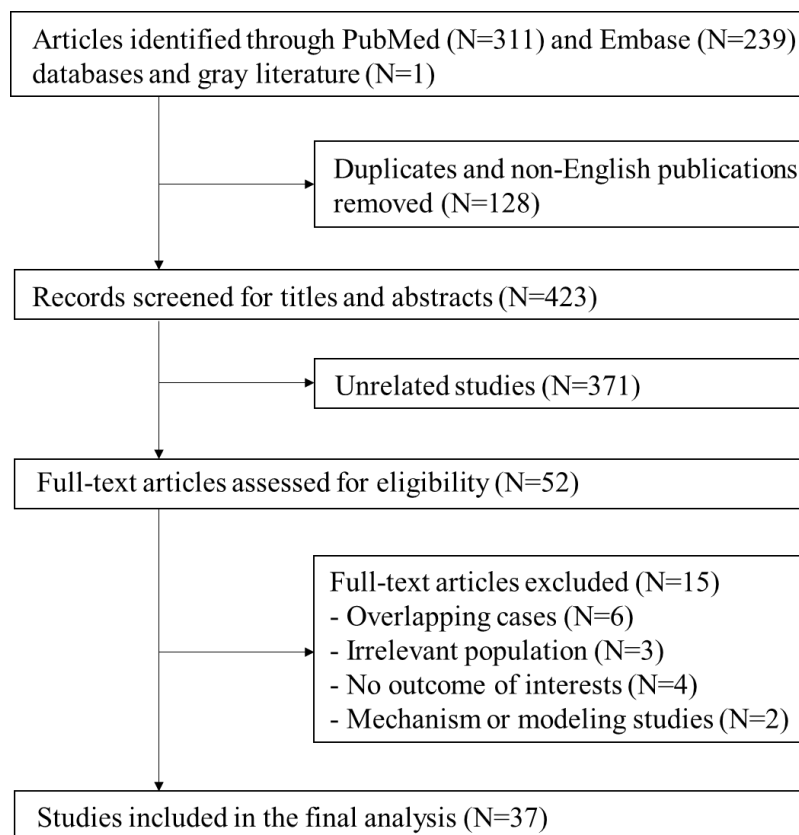 Articles identified through PubMed (N=311) and Embase (N=239)
databases and gray literature (N=1)
Duplicates and non-English publications
removed (N=128)
Records screened for titles and abstracts (N=423)
Unrelated studies (N=371)
Full-text articles assessed for eligibility (N=52)
Full-text articles excluded (N=15)
- Overlapping cases (N=6)
- Irrelevant population (N=3)
- No outcome of interests (N=4)
- Mechanism or modeling studies (N=2)
Studies included in the final analysis (N=37)